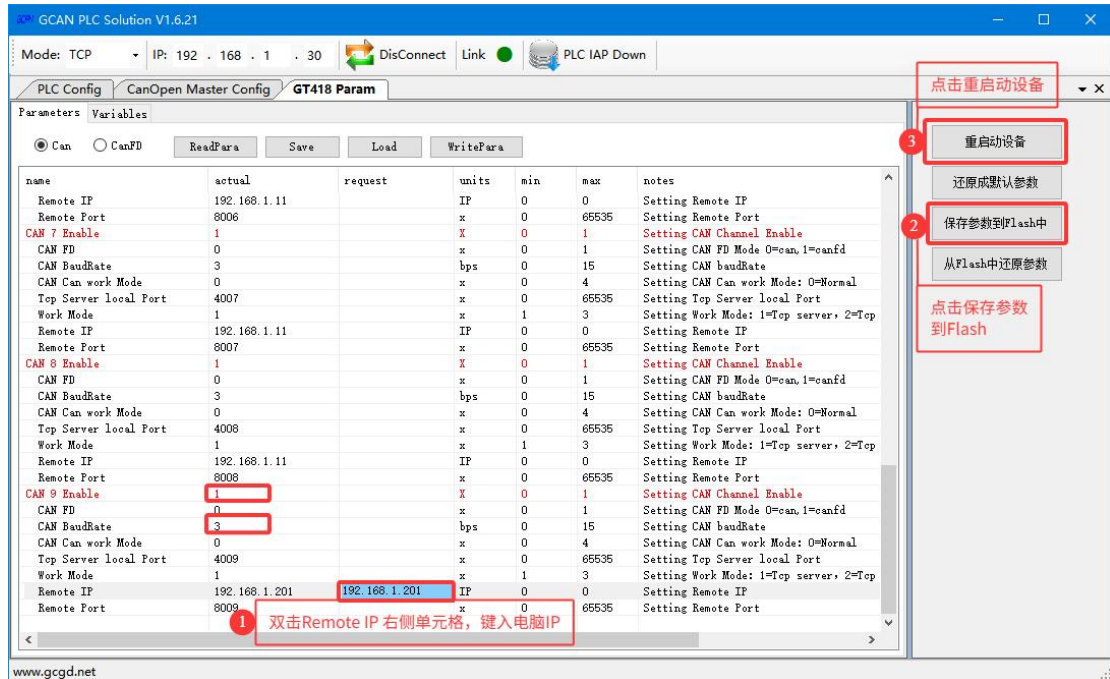 GCAN PLC Solution V1.6.21
Mode: TCP IP: 192 . 168 . 1 . 30 DisConnect Link PLC IAP Down
PLC Config CanOpen Master Config GT418 Param
点击重启动设备
Parameters Variables
Can CanFD ReadPara Save Load WritePara
3 重启动设备
还原成默认参数
2 保存参数到Flash中
从Flash中还原参数
点击保存参数
到Flash
name actual request units min max notes
Remote IP 192.168.1.11 IP 0 0 Setting Remote IP
Remote Port 8006 x 0 65535 Setting Remote Port
CAN 7 Enable 1 X 0 1 Setting CAN Channel Enable
CAN FD 0 x 0 1 Setting CAN FD Mode 0=can,1=canfd
CAN BaudRate 3 bps 0 15 Setting CAN baudRate
CAN Can work Mode 0 x 0 4 Setting CAN Can work Mode: 0=Normal
Tcp Server local Port 4007 x 0 65535 Setting Tcp Server local Port
Work Mode 1 x 1 3 Setting Work Mode: 1=Tcp server, 2=Tcp
Remote IP 192.168.1.11 IP 0 0 Setting Remote IP
Remote Port 8007 x 0 65535 Setting Remote Port
CAN 8 Enable 1 X 0 1 Setting CAN Channel Enable
CAN FD 0 x 0 1 Setting CAN FD Mode 0=can,1=canfd
CAN BaudRate 3 bps 0 15 Setting CAN baudRate
CAN Can work Mode 0 x 0 4 Setting CAN Can work Mode: 0=Normal
Tcp Server local Port 4008 x 0 65535 Setting Tcp Server local Port
Work Mode 1 x 1 3 Setting Work Mode: 1=Tcp server, 2=Tcp
Remote IP 192.168.1.11 IP 0 0 Setting Remote IP
Remote Port 8008 x 0 65535 Setting Remote Port
CAN 9 Enable 1 X 0 1 Setting CAN Channel Enable
CAN FD 0 x 0 1 Setting CAN FD Mode 0=can,1=canfd
CAN BaudRate 3 bps 0 15 Setting CAN baudRate
CAN Can work Mode 0 x 0 4 Setting CAN Can work Mode: 0=Normal
Tcp Server local Port 4009 x 0 65535 Setting Tcp Server local Port
Work Mode 1 x 1 3 Setting Work Mode: 1=Tcp server, 2=Tcp
Remote IP 192.168.1.201 192.168.1.201 IP 0 0 Setting Remote IP
Remote Port 8009 x 0 65535 Setting Remote Port
1 双击Remote IP 右侧单元格，键入电脑IP
www.gcgd.net